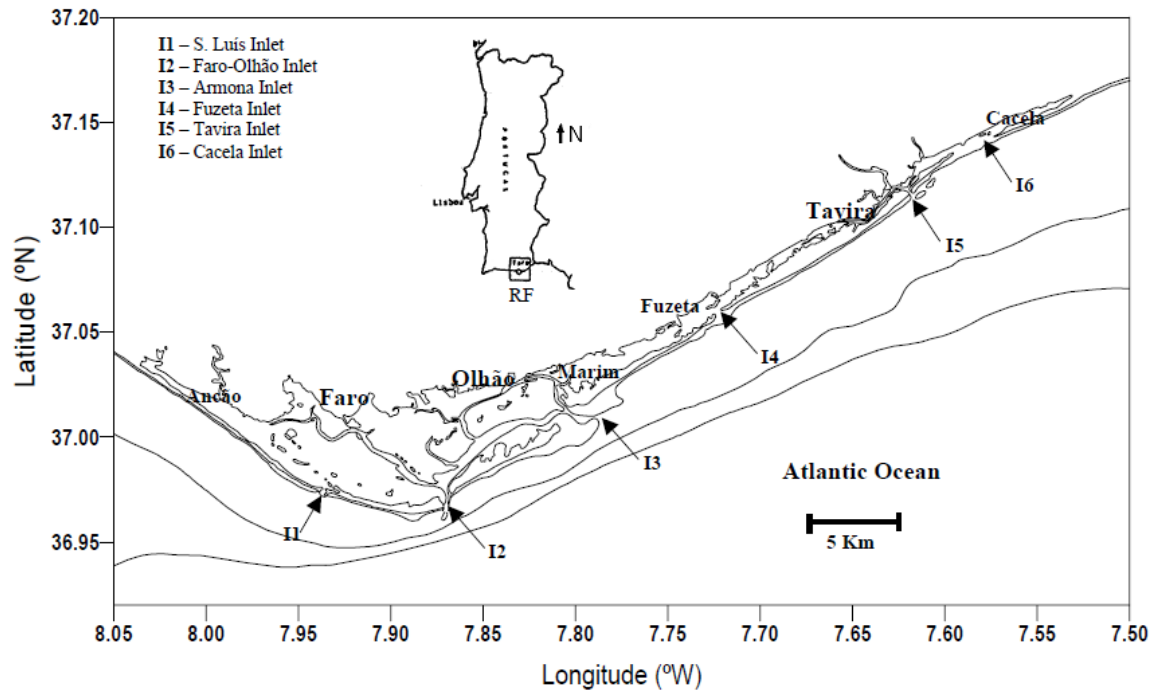 37.20
37.15
37.10
37.05
37.00
36.95
Latitude (ºN)
I1 – S. Luís Inlet
I2 – Faro-Olhão Inlet
I3 – Armona Inlet
I4 – Fuzeta Inlet
I5 – Tavira Inlet
I6 – Cacela Inlet
N
PORTUGAL
Lisboa
Faro
RF
Cacela
I6
Tavira
I5
Fuzeta
I4
Olhão
Marim
Ancão
Faro
I3
Atlantic Ocean
I1
I2
5 Km
8.05 8.00 7.95 7.90 7.85 7.80 7.75 7.70 7.65 7.60 7.55 7.50
Longitude (ºW)